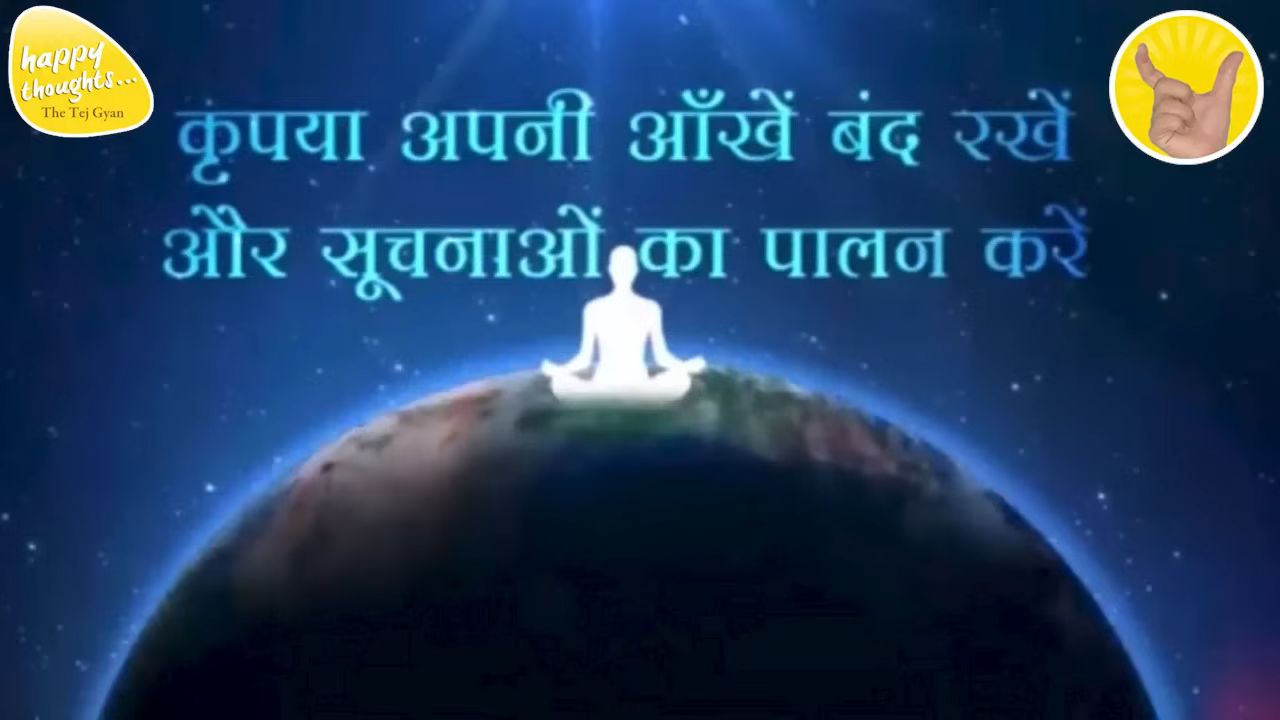 happy
thoughts...
The Tej Gyan
कृपया अपनी आँखें बंद रखें
और सूचनाओं का पालन करें